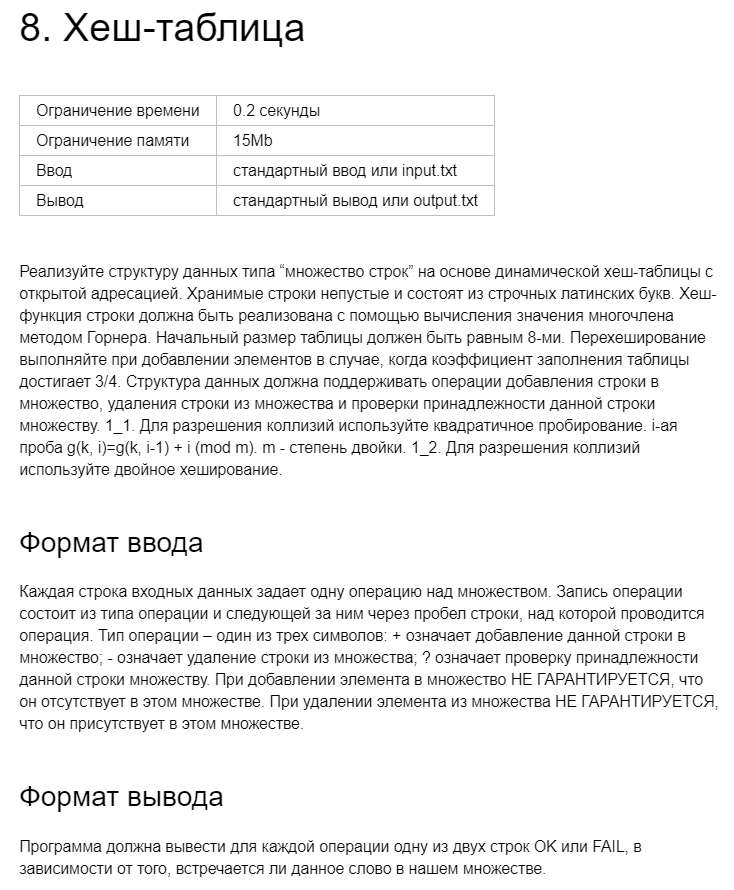 8. Хеш-таблица
Ограничение времени 0.2 секунды
Ограничение памяти 15Mb
Ввод стандартный ввод или input.txt
Вывод стандартный вывод или output.txt
Реализуйте структуру данных типа “множество строк” на основе динамической хеш-таблицы с
открытой адресацией. Хранимые строки непустые и состоят из строчных латинских букв. Хеш-
функция строки должна быть реализована с помощью вычисления значения многочлена
методом Горнера. Начальный размер таблицы должен быть равным 8-ми. Перехеширование
выполняйте при добавлении элементов в случае, когда коэффициент заполнения таблицы
достигает 3/4. Структура данных должна поддерживать операции добавления строки в
множество, удаления строки из множества и проверки принадлежности данной строки
множеству. 1_1. Для разрешения коллизий используйте квадратичное пробирование. i-ая
проба g(k, i)=g(k, i-1) + i (mod m). m - степень двойки. 1_2. Для разрешения коллизий
используйте двойное хеширование.
Формат ввода
Каждая строка входных данных задает одну операцию над множеством. Запись операции
состоит из типа операции и следующей за ним через пробел строки, над которой проводится
операция. Тип операции – один из трех символов: + означает добавление данной строки в
множество; - означает удаление строки из множества; ? означает проверку принадлежности
данной строки множеству. При добавлении элемента в множество НЕ ГАРАНТИРУЕТСЯ, что
он отсутствует в этом множестве. При удалении элемента из множества НЕ ГАРАНТИРУЕТСЯ,
что он присутствует в этом множестве.
Формат вывода
Программа должна вывести для каждой операции одну из двух строк OK или FAIL, в
зависимости от того, встречается ли данное слово в нашем множестве.